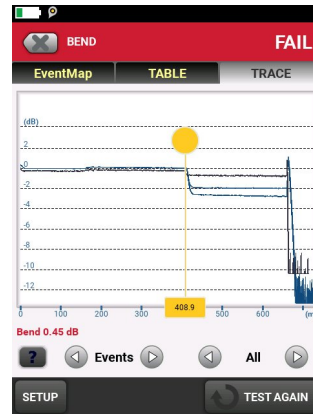 BEND
FAIL
EventMap TABLE TRACE
(dB)
2
0
-2
-4
-6
-8
-10
-12
0 100 200 300 408.9 500 600 (m
Bend 0.45 dB
? Events All
SETUP TEST AGAIN